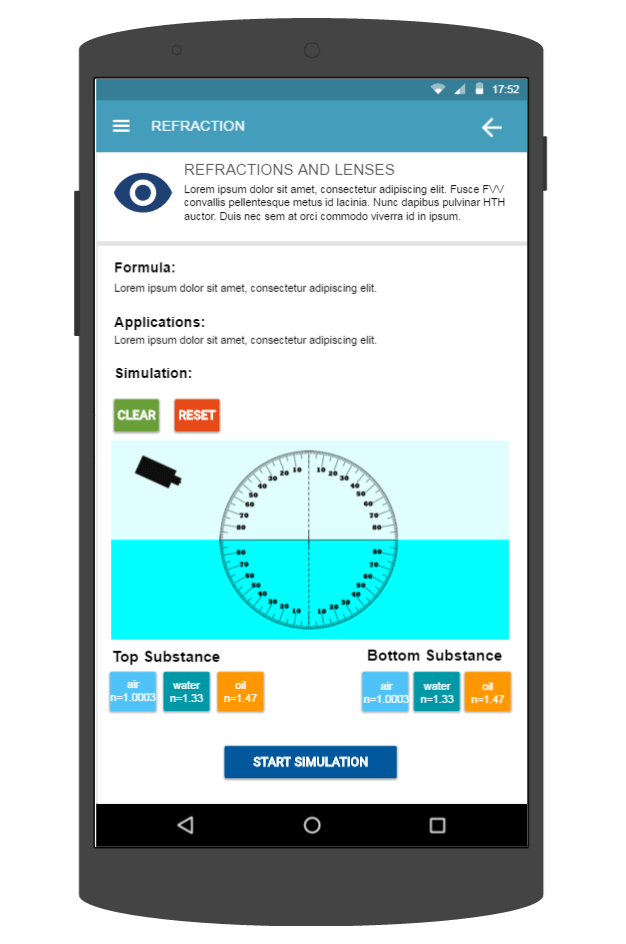 17:52
REFRACTION
REFRACTIONS AND LENSES
Lorem ipsum dolor sit amet, consectetur adipiscing elit. Fusce FVV
convallis pellentesque metus id lacinia. Nunc dapibus pulvinar HTH
auctor. Duis nec sem at orci commodo viverra id in ipsum.
Formula:
Lorem ipsum dolor sit amet, consectetur adipiscing elit.
Applications:
Lorem ipsum dolor sit amet, consectetur adipiscing elit.
Simulation:
CLEAR RESET
10 10
20 20
30 30
40 40
50 50
60 60
70 70
80 80
80 80
70 70
60 60
50 50
40 40
30 30
20 20
10 10
Top Substance Bottom Substance
air water oil air water oil
n=1.0003 n=1.33 n=1.47 n=1.0003 n=1.33 n=1.47
START SIMULATION